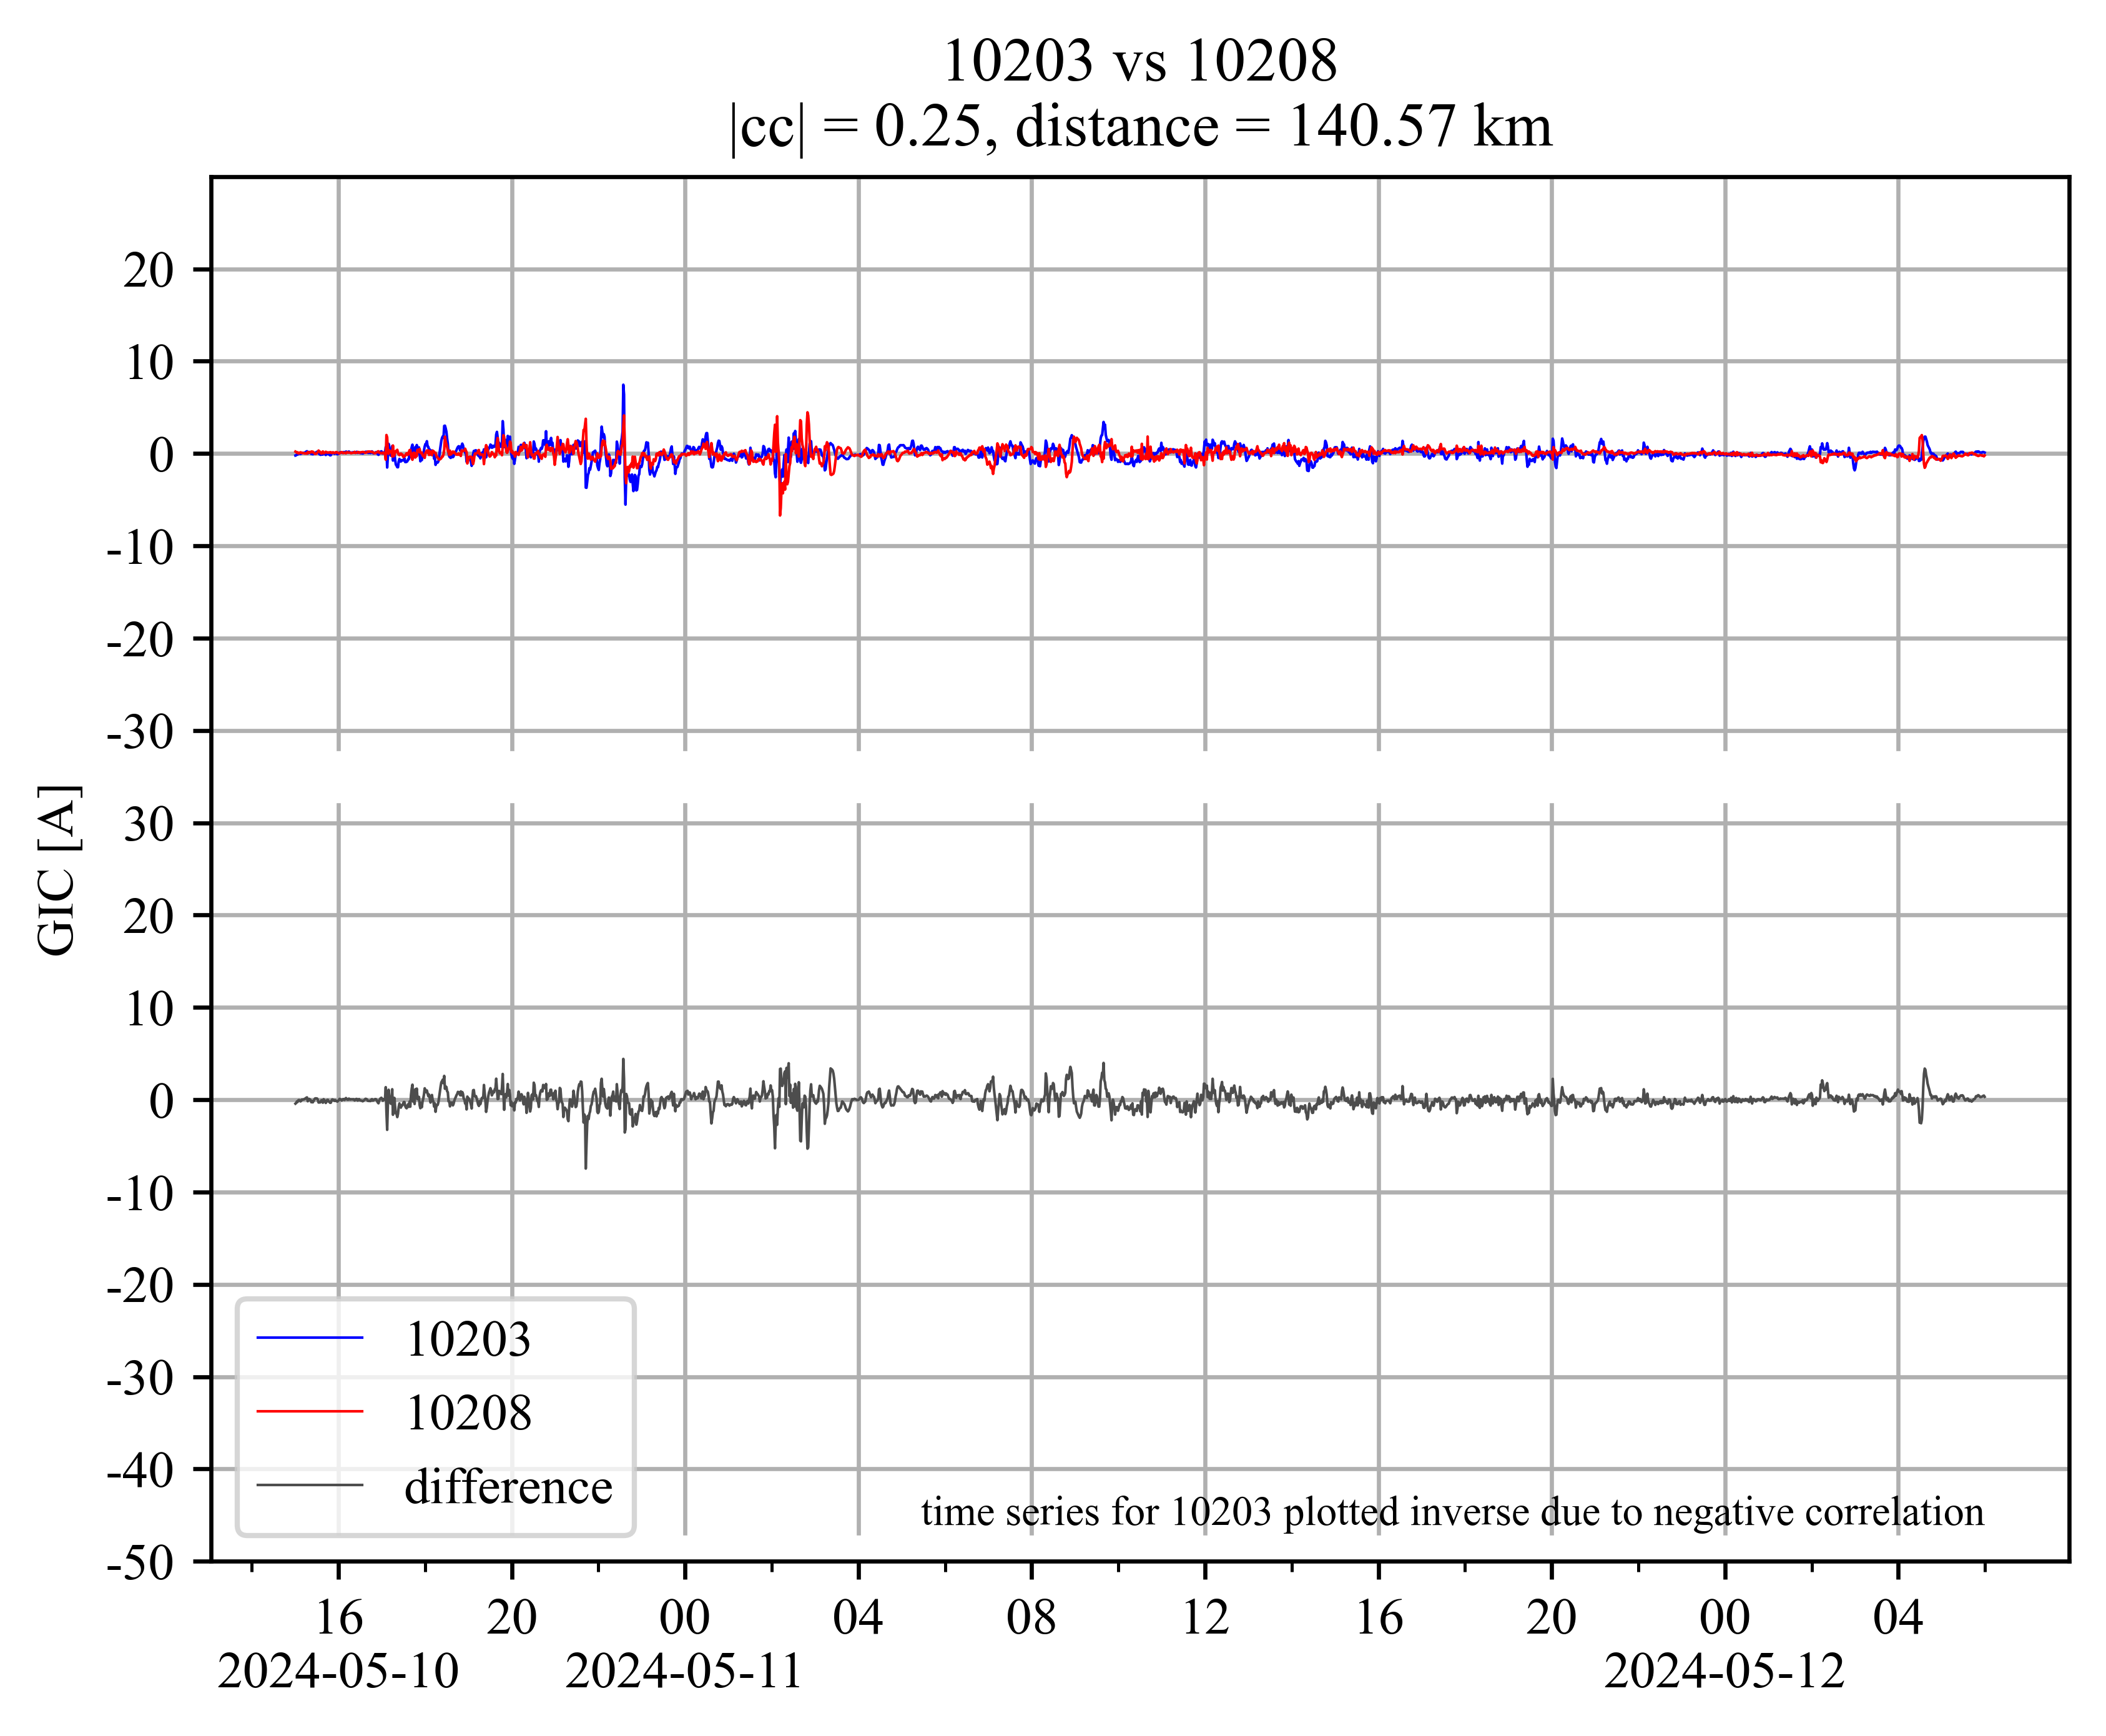 10203 vs 10208
|cc| = 0.25, distance = 140.57 km
GIC [A]
20
10
0
-10
-20
-30
30
20
10
0
-10
-20
-30
-40
-50
10203
10208
difference
time series for 10203 plotted inverse due to negative correlation
16 20 00 04 08 12 16 20 00 04
2024-05-10 2024-05-11 2024-05-12